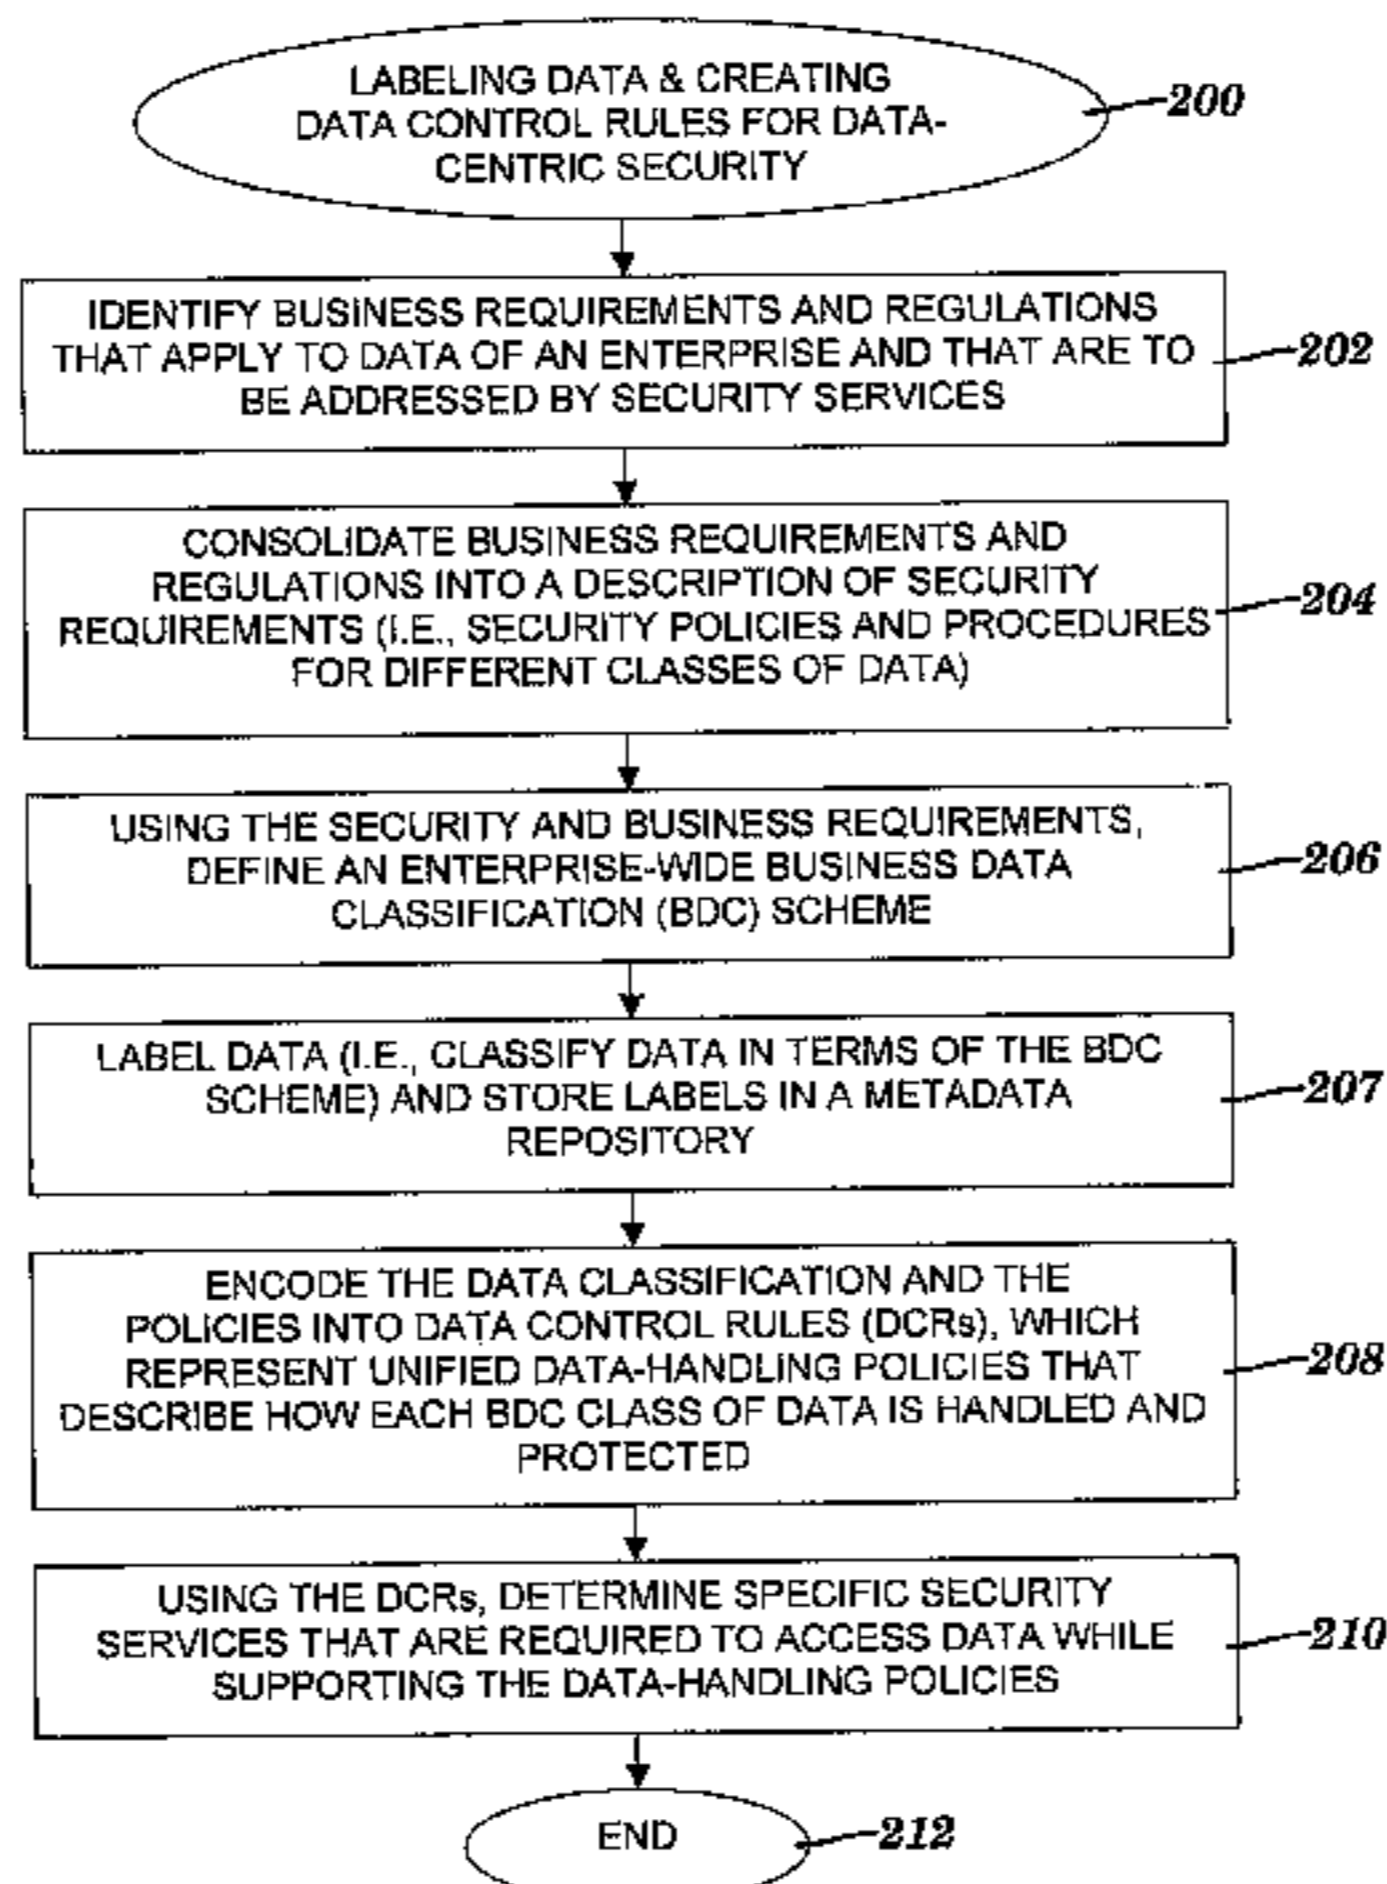 LABELING DATA & CREATING
DATA CONTROL RULES FOR DATA-
CENTRIC SECURITY
200
IDENTIFY BUSINESS REQUIREMENTS AND REGULATIONS
THAT APPLY TO DATA OF AN ENTERPRISE AND THAT ARE TO
BE ADDRESSED BY SECURITY SERVICES
202
CONSOLIDATE BUSINESS REQUIREMENTS AND
REGULATIONS INTO A DESCRIPTION OF SECURITY
REQUIREMENTS (I.E., SECURITY POLICIES AND PROCEDURES
FOR DIFFERENT CLASSES OF DATA)
204
USING THE SECURITY AND BUSINESS REQUIREMENTS,
DEFINE AN ENTERPRISE-WIDE BUSINESS DATA
CLASSIFICATION (BDC) SCHEME
206
LABEL DATA (I.E., CLASSIFY DATA IN TERMS OF THE BDC
SCHEME) AND STORE LABELS IN A METADATA
REPOSITORY
207
ENCODE THE DATA CLASSIFICATION AND THE
POLICIES INTO DATA CONTROL RULES (DCRs), WHICH
REPRESENT UNIFIED DATA-HANDLING POLICIES THAT
DESCRIBE HOW EACH BDC CLASS OF DATA IS HANDLED AND
PROTECTED
208
USING THE DCRs, DETERMINE SPECIFIC SECURITY
SERVICES THAT ARE REQUIRED TO ACCESS DATA WHILE
SUPPORTING THE DATA-HANDLING POLICIES
210
END
212